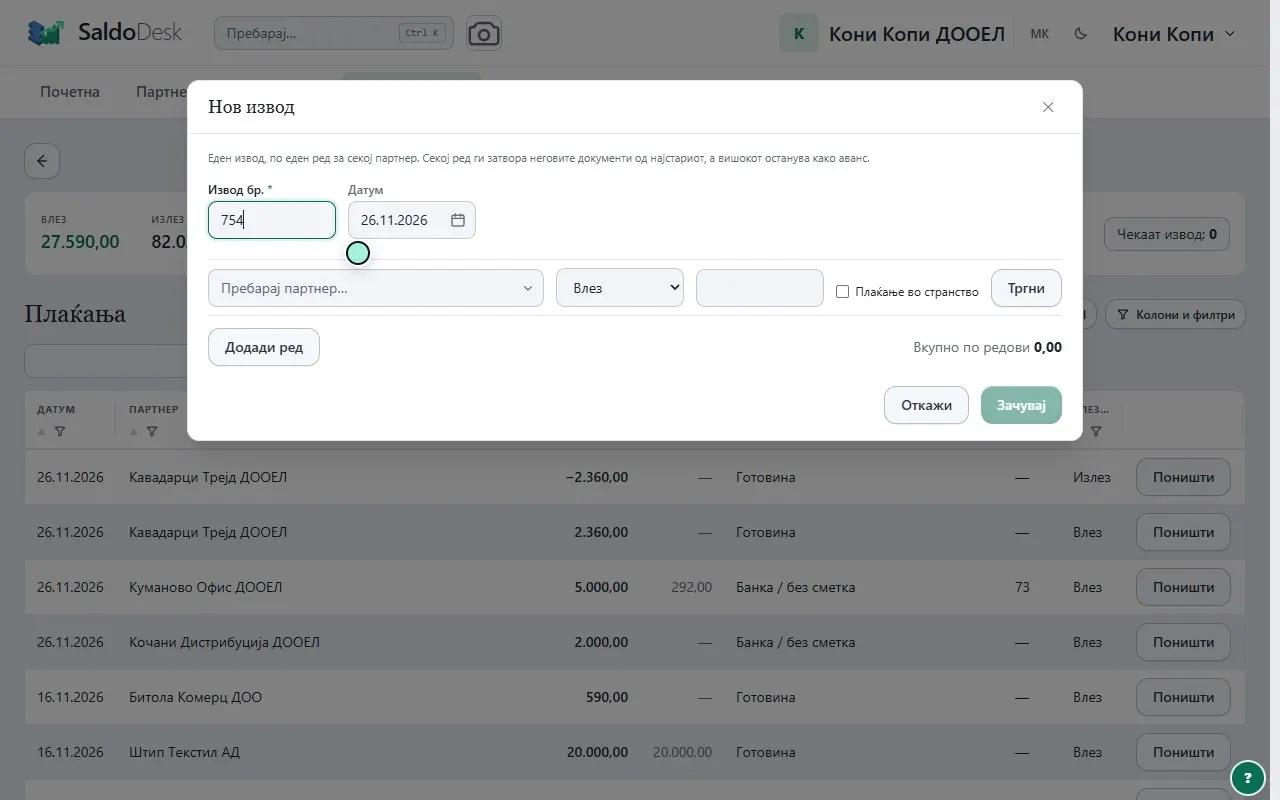 SaldoDesk
Пребарај...
Ctrl K
К
Кони Копи ДООЕЛ
МК
Кони Копи
Почетна
Нов извод
Еден извод, по еден ред за секој партнер. Секој ред ги затвора неговите документи од најстариот, а вишокот останува како аванс.
Извод бр. *
Датум
754
26.11.2026
ВЛЕЗ
ИЗЛЕЗ
27.590,00
Чекаат извод: 0
Пребарај партнер...
Влез
Плаќање во странство
Тргни
Плаќања
Колони и филтри
Додади ред
Вкупно по редови 0,00
Откажи
Зачувај
ДАТУМ
ПАРТНЕР
26.11.2026 Кавадарци Трејд ДООЕЛ −2.360,00 — Готовина — Излез Поништи
26.11.2026 Кавадарци Трејд ДООЕЛ 2.360,00 — Готовина — Влез Поништи
26.11.2026 Куманово Офис ДООЕЛ 5.000,00 292,00 Банка / без сметка 73 Влез Поништи
26.11.2026 Кочани Дистрибуција ДООЕЛ 2.000,00 — Банка / без сметка — Влез Поништи
16.11.2026 Битола Комерц ДОО 590,00 — Готовина — Влез Поништи
16.11.2026 Штип Текстил АД 20.000,00 20.000,00 Готовина — Влез Поништи
?